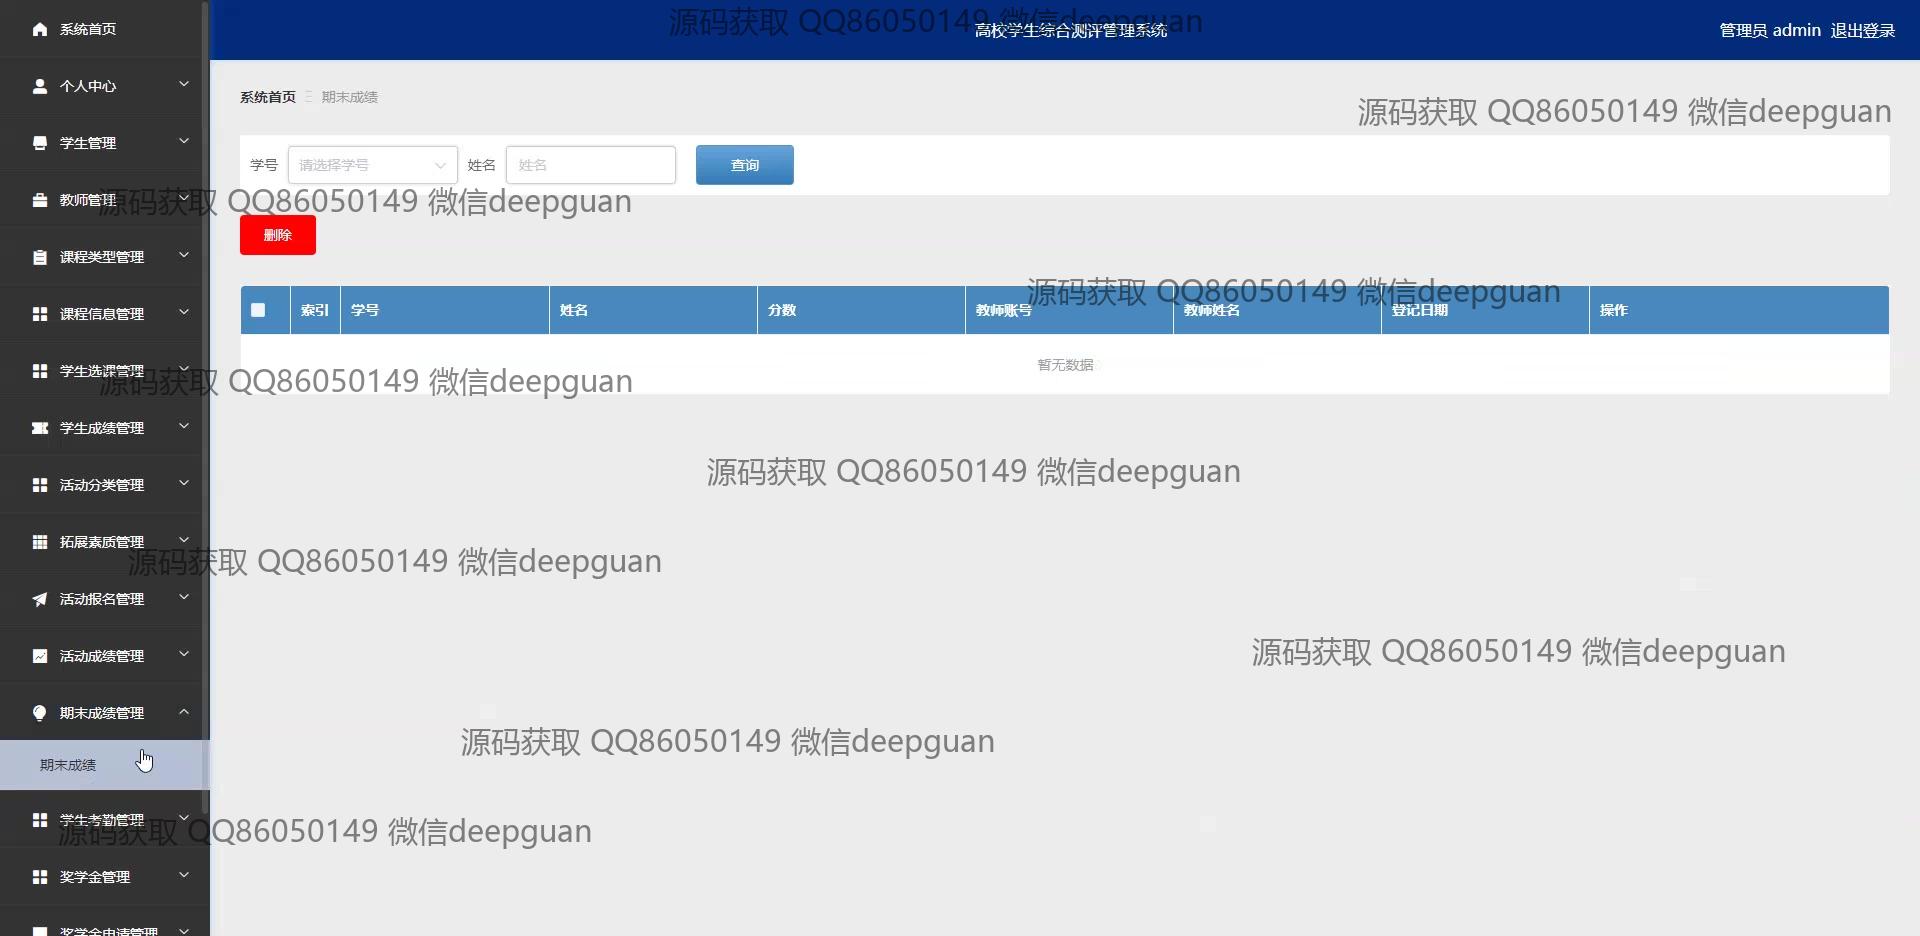 高校学生综合测评管理系统
管理员 admin 退出登录
源码获取 QQ86050149 微信deepguan
系统首页
个人中心
学生管理
教师管理
课程类型管理
课程信息管理
学生选课管理
学生成绩管理
活动分类管理
拓展素质管理
活动报名管理
活动成绩管理
期末成绩管理
期末成绩
学生考勤管理
奖学金管理
奖学金申请管理
系统首页 期末成绩
源码获取 QQ86050149 微信deepguan
学号 请选择学号 姓名 姓名 查询
源码获取 QQ86050149 微信deepguan
删除
源码获取 QQ86050149 微信deepguan
索引 学号 姓名 分数 教师账号 教师姓名 登记日期 操作
暂无数据
源码获取 QQ86050149 微信deepguan
源码获取 QQ86050149 微信deepguan
源码获取 QQ86050149 微信deepguan
源码获取 QQ86050149 微信deepguan
源码获取 QQ86050149 微信deepguan
源码获取 QQ86050149 微信deepguan